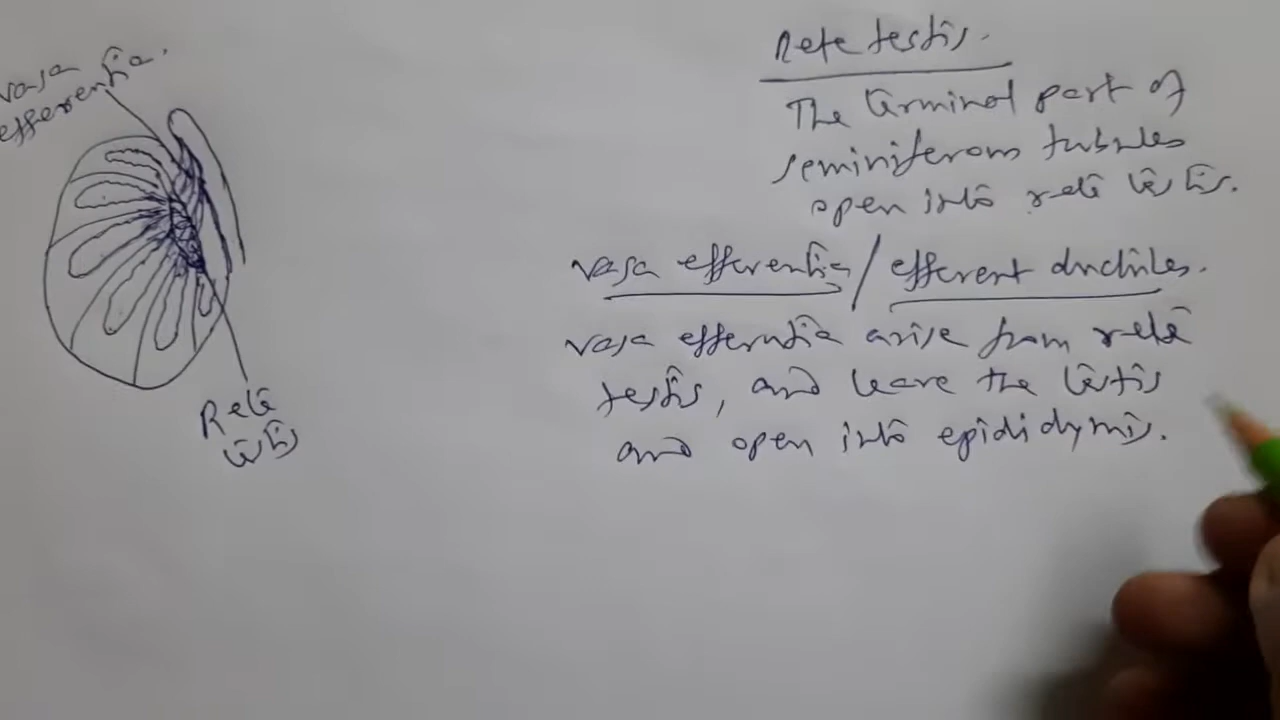 vasa
efferentia.
Rete
testis
Rete testis.
The terminal part of
seminiferous tubules
open into rete testis.
vasa efferentia / efferent ductules.
vasa efferentia arise from rete
testis, and leave the testis
and open into epididymis.